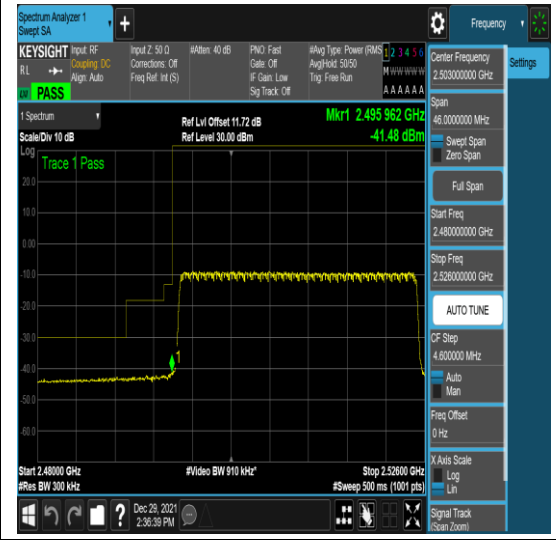 Spectrum Analyzer 1
Swept SA
Frequency
KEYSIGHT
Input: RF
Input Z: 50 Ω
#Atten: 40 dB
PNO: Fast
#Avg Type: Power (RMS
1 2 3 4 5 6
RL
Coupling: DC
Corrections: Off
Gate: Off
Avg|Hold: 50/50
M W W W W W
Align: Auto
Freq Ref: Int (S)
IF Gain: Low
Trig: Free Run
PASS
Sig Track: Off
A A A A A A
Center Frequency
2.503000000 GHz
Settings
Span
46.0000000 MHz
Swept Span
Zero Span
Full Span
Start Freq
2.480000000 GHz
Stop Freq
2.526000000 GHz
AUTO TUNE
CF Step
4.600000 MHz
Auto
Man
Freq Offset
0 Hz
X Axis Scale
Log
Lin
Signal Track
(Span Zoom)
1 Spectrum
Ref Lvl Offset 11.72 dB
Mkr1 2.495 962 GHz
Scale/Div 10 dB
Ref Level 30.00 dBm
-41.48 dBm
Log
Trace 1 Pass
20.0
10.0
0.00
-10.0
-20.0
-30.0
-40.0
-50.0
-60.0
1
Start 2.48000 GHz
#Video BW 910 kHz*
Stop 2.52600 GHz
#Res BW 300 kHz
#Sweep 500 ms (1001 pts)
?
Dec 29, 2021
2:36:39 PM